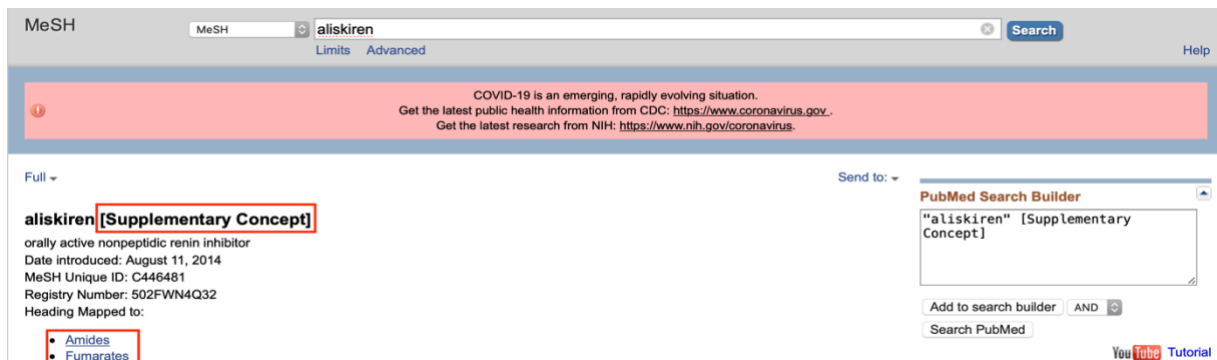 MeSH
MeSH aliskiren Search
Limits Advanced Help
COVID-19 is an emerging, rapidly evolving situation.
Get the latest public health information from CDC: https://www.coronavirus.gov .
Get the latest research from NIH: https://www.nih.gov/coronavirus.
Full Send to:
PubMed Search Builder
aliskiren [Supplementary Concept]
"aliskiren" [Supplementary
Concept]
orally active nonpeptidic renin inhibitor
Date introduced: August 11, 2014
MeSH Unique ID: C446481
Registry Number: 502FWN4Q32
Heading Mapped to:
Add to search builder AND
Search PubMed
• Amides
• Fumarates
You Tube Tutorial